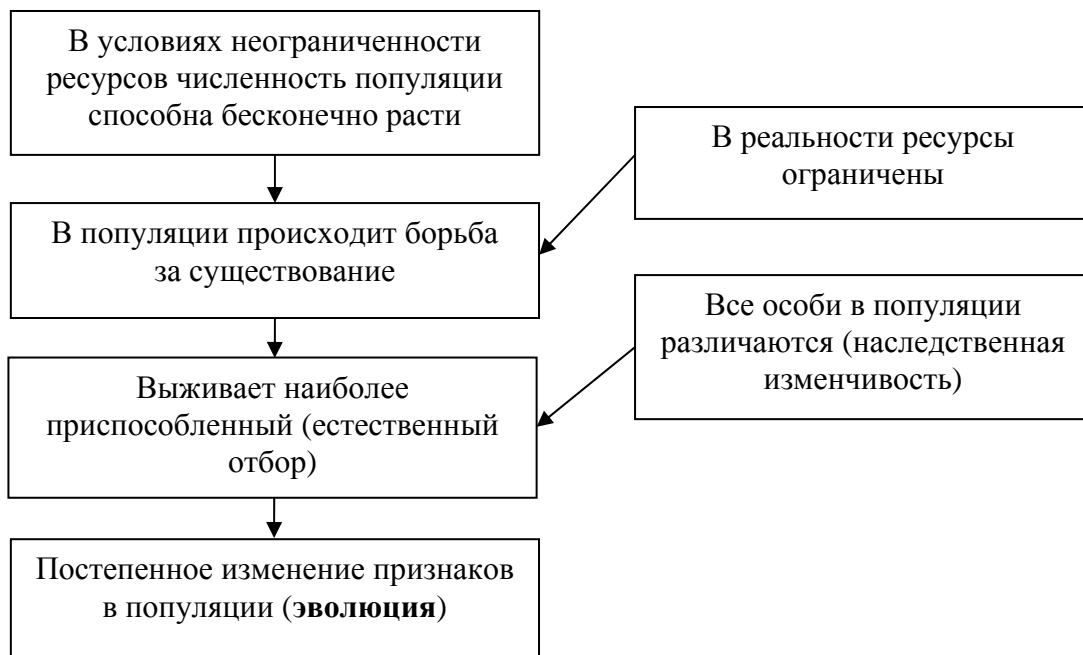 В условиях неограниченности
ресурсов численность популяции
способна бесконечно расти
В реальности ресурсы
ограничены
В популяции происходит борьба
за существование
Все особи в популяции
различаются (наследственная
изменчивость)
Выживает наиболее
приспособленный (естественный
отбор)
Постепенное изменение признаков
в популяции (эволюция)